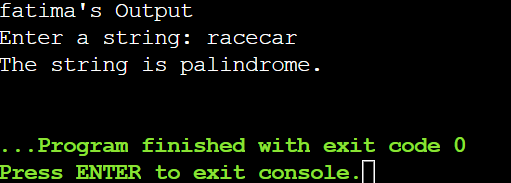 fatima's Output
Enter a string: racecar
The string is palindrome.
...Program finished with exit code 0
Press ENTER to exit console.